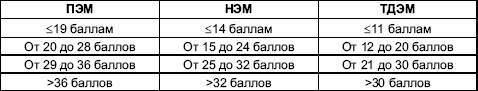 ПЭМ НЭМ ТДЭМ
≤19 баллам ≤14 баллам ≤11 баллам
От 20 до 28 баллов От 15 до 24 баллов От 12 до 20 баллов
От 29 до 36 баллов От 25 до 32 баллов От 21 до 30 баллов
>36 баллов >32 баллов >30 баллов